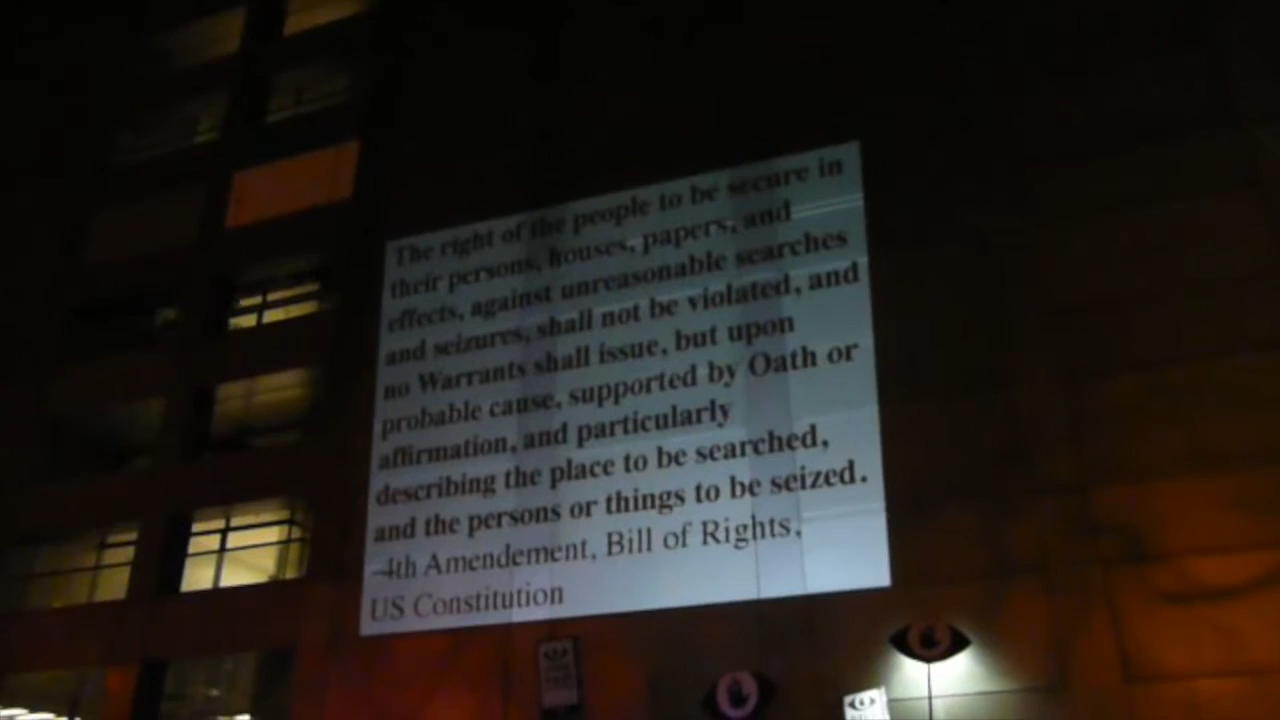 The right of the people to be secure in
their persons, houses, papers, and
effects, against unreasonable searches
and seizures, shall not be violated, and
no Warrants shall issue, but upon
probable cause, supported by Oath or
affirmation, and particularly
describing the place to be searched,
and the persons or things to be seized.
–4th Amendement, Bill of Rights,
US Constitution